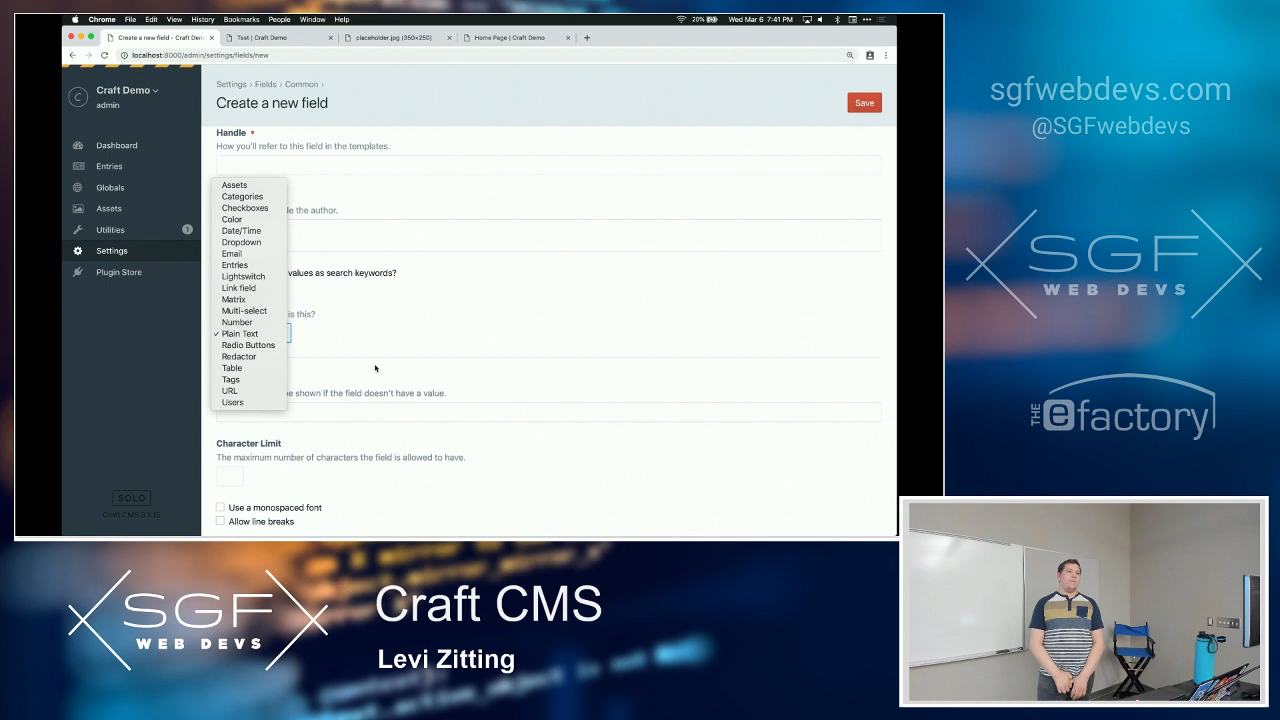 Chrome File Edit View History Bookmarks People Window Help
20% Wed Mar 6 7:41 PM
Create a new field - Craft Dem
Test | Craft Demo
placeholder.jpg (350×250)
Home Page | Craft Demo
localhost:8000/admin/settings/fields/new
C
Craft Demo
admin
Dashboard
Entries
Globals
Assets
Utilities 1
Settings
Plugin Store
SOLO
Craft CMS 3.1.15
Settings › Fields › Common ›
Create a new field
Save
Handle *
How you'll refer to this field in the templates.
de the author.
values as search keywords?
is this?
be shown if the field doesn't have a value.
Assets
Categories
Checkboxes
Color
Date/Time
Dropdown
Email
Entries
Lightswitch
Link field
Matrix
Multi-select
Number
✓ Plain Text
Radio Buttons
Redactor
Table
Tags
URL
Users
Character Limit
The maximum number of characters the field is allowed to have.
Use a monospaced font
Allow line breaks
sgfwebdevs.com
@SGFwebdevs
SGF
WEB DEVS
THE efactory
SGF
WEB DEVS
Craft CMS
Levi Zitting